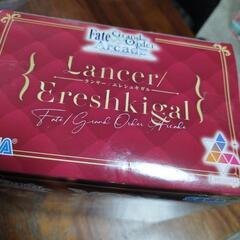 Fate/Grand Order
Arcade
Lancer/
ランサー/エレシュキガル
Ereshkigal
Fate/Grand Order Arcade